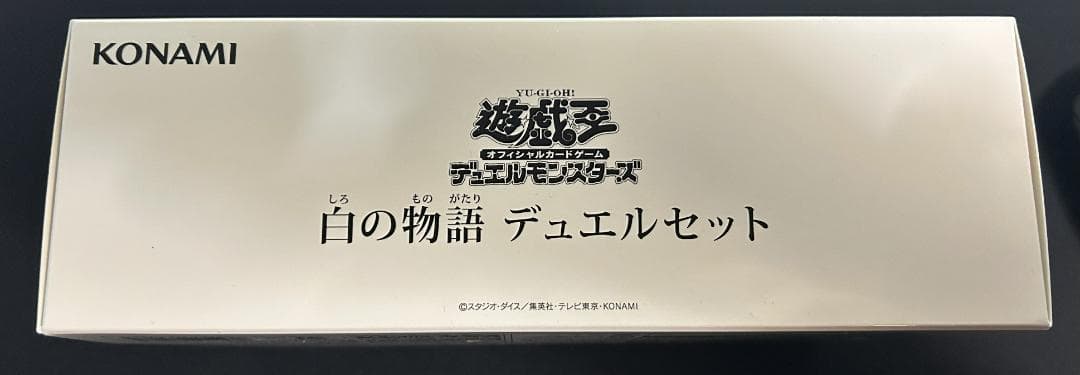 KONAMI
YU-GI-OH!
遊戯王
オフィシャルカードゲーム
デュエルモンスターズ
しろ もの がたり
白の物語 デュエルセット
©スタジオ・ダイス/集英社・テレビ東京・KONAMI